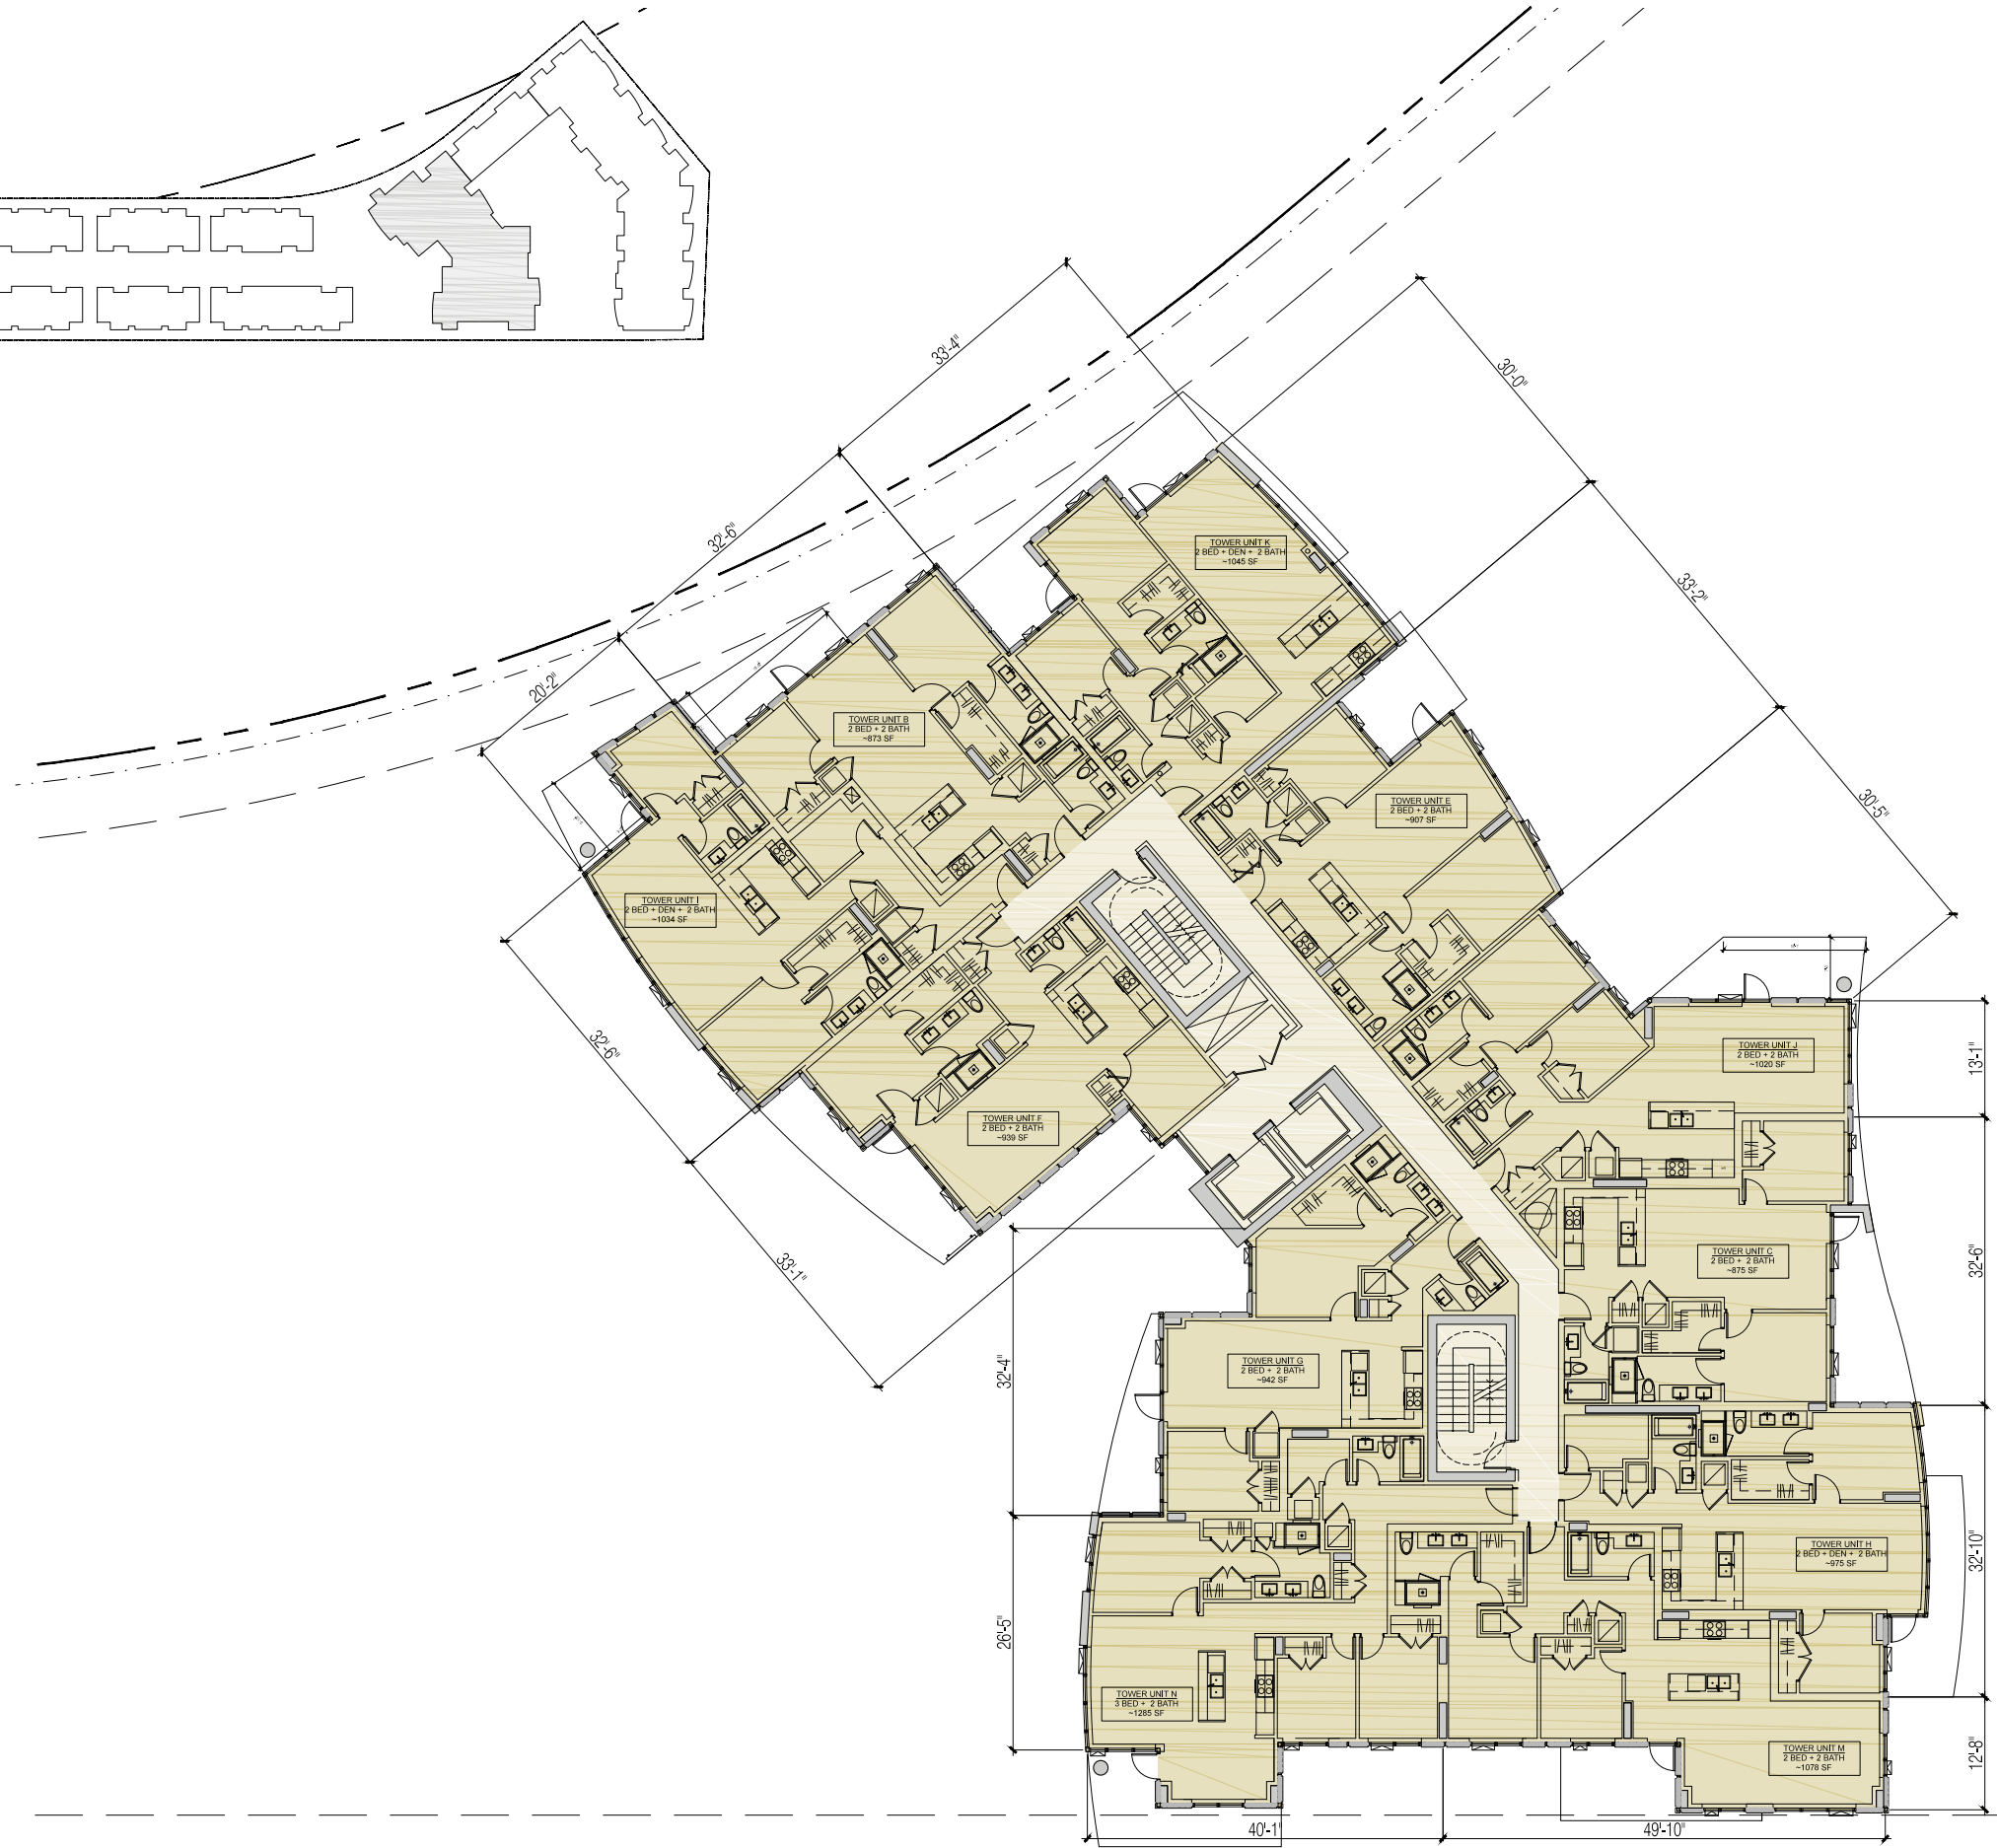 33'-4"
30'-0"
32'-6"
33'-2"
20'-2"
30'-5"
TOWER UNIT K
2 BED + DEN + 2 BATH
~1045 SF
TOWER UNIT B
2 BED + 2 BATH
~873 SF
TOWER UNIT E
2 BED + 2 BATH
~907 SF
TOWER UNIT I
2 BED + DEN + 2 BATH
~1034 SF
32'-6"
TOWER UNIT J
2 BED + 2 BATH
~1020 SF
13'-1"
TOWER UNIT F
2 BED + 2 BATH
~939 SF
33'-1"
TOWER UNIT C
2 BED + 2 BATH
~875 SF
32'-6"
32'-4"
TOWER UNIT G
2 BED + 2 BATH
~942 SF
TOWER UNIT H
2 BED + DEN + 2 BATH
~975 SF
32'-10"
26'-5"
TOWER UNIT N
3 BED + 2 BATH
~1285 SF
TOWER UNIT M
2 BED + 2 BATH
~1078 SF
12'-8"
40'-1'
49'-10"